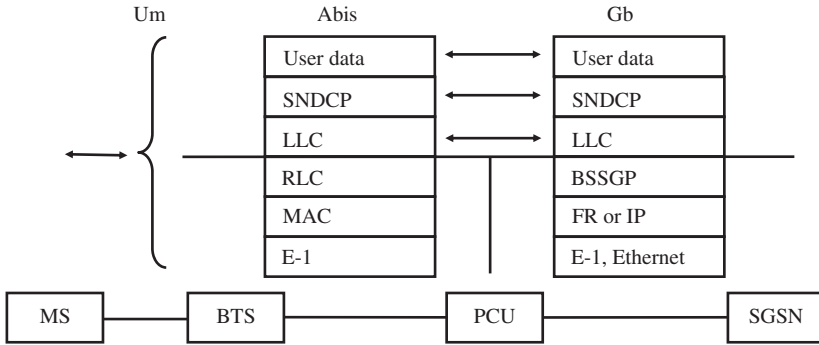 Um Abis Gb
User data User data
SNDCP SNDCP
LLC LLC
RLC BSSGP
MAC FR or IP
E-1 E-1, Ethernet
MS BTS PCU SGSN